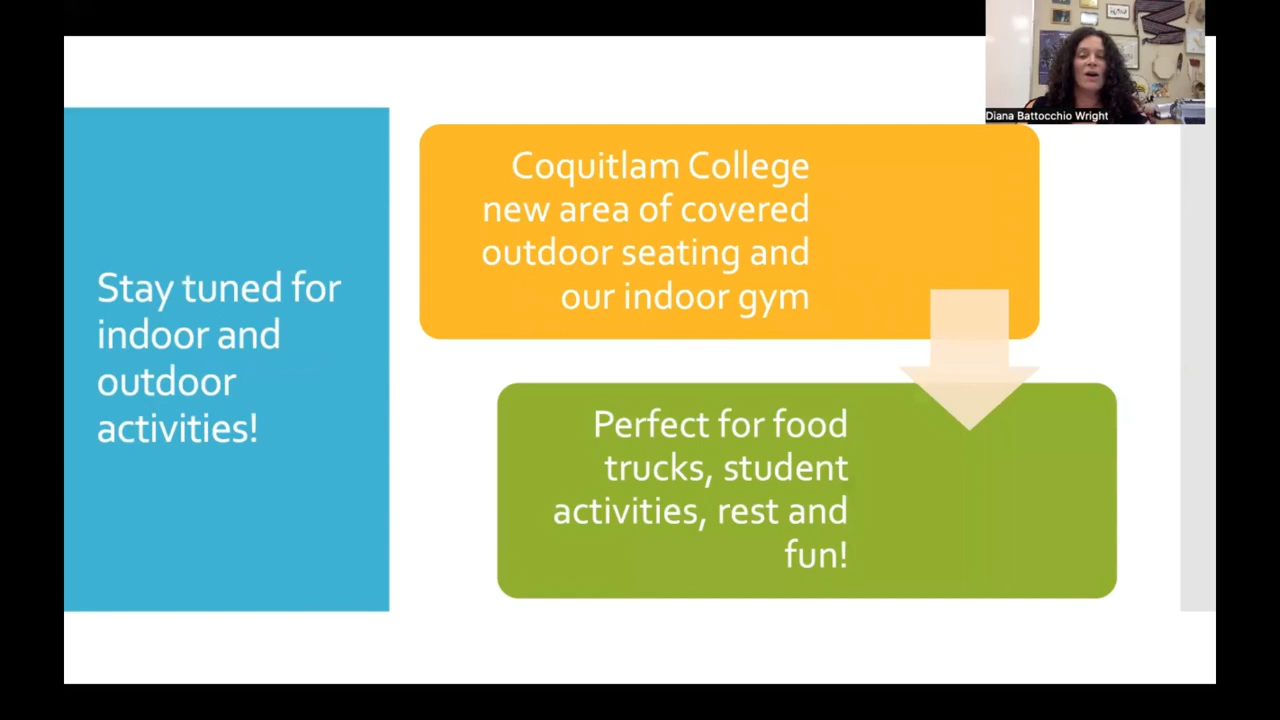 Diana Battocchio Wright
Stay tuned for
indoor and
outdoor
activities!
Coquitlam College
new area of covered
outdoor seating and
our indoor gym
Perfect for food
trucks, student
activities, rest and
fun!